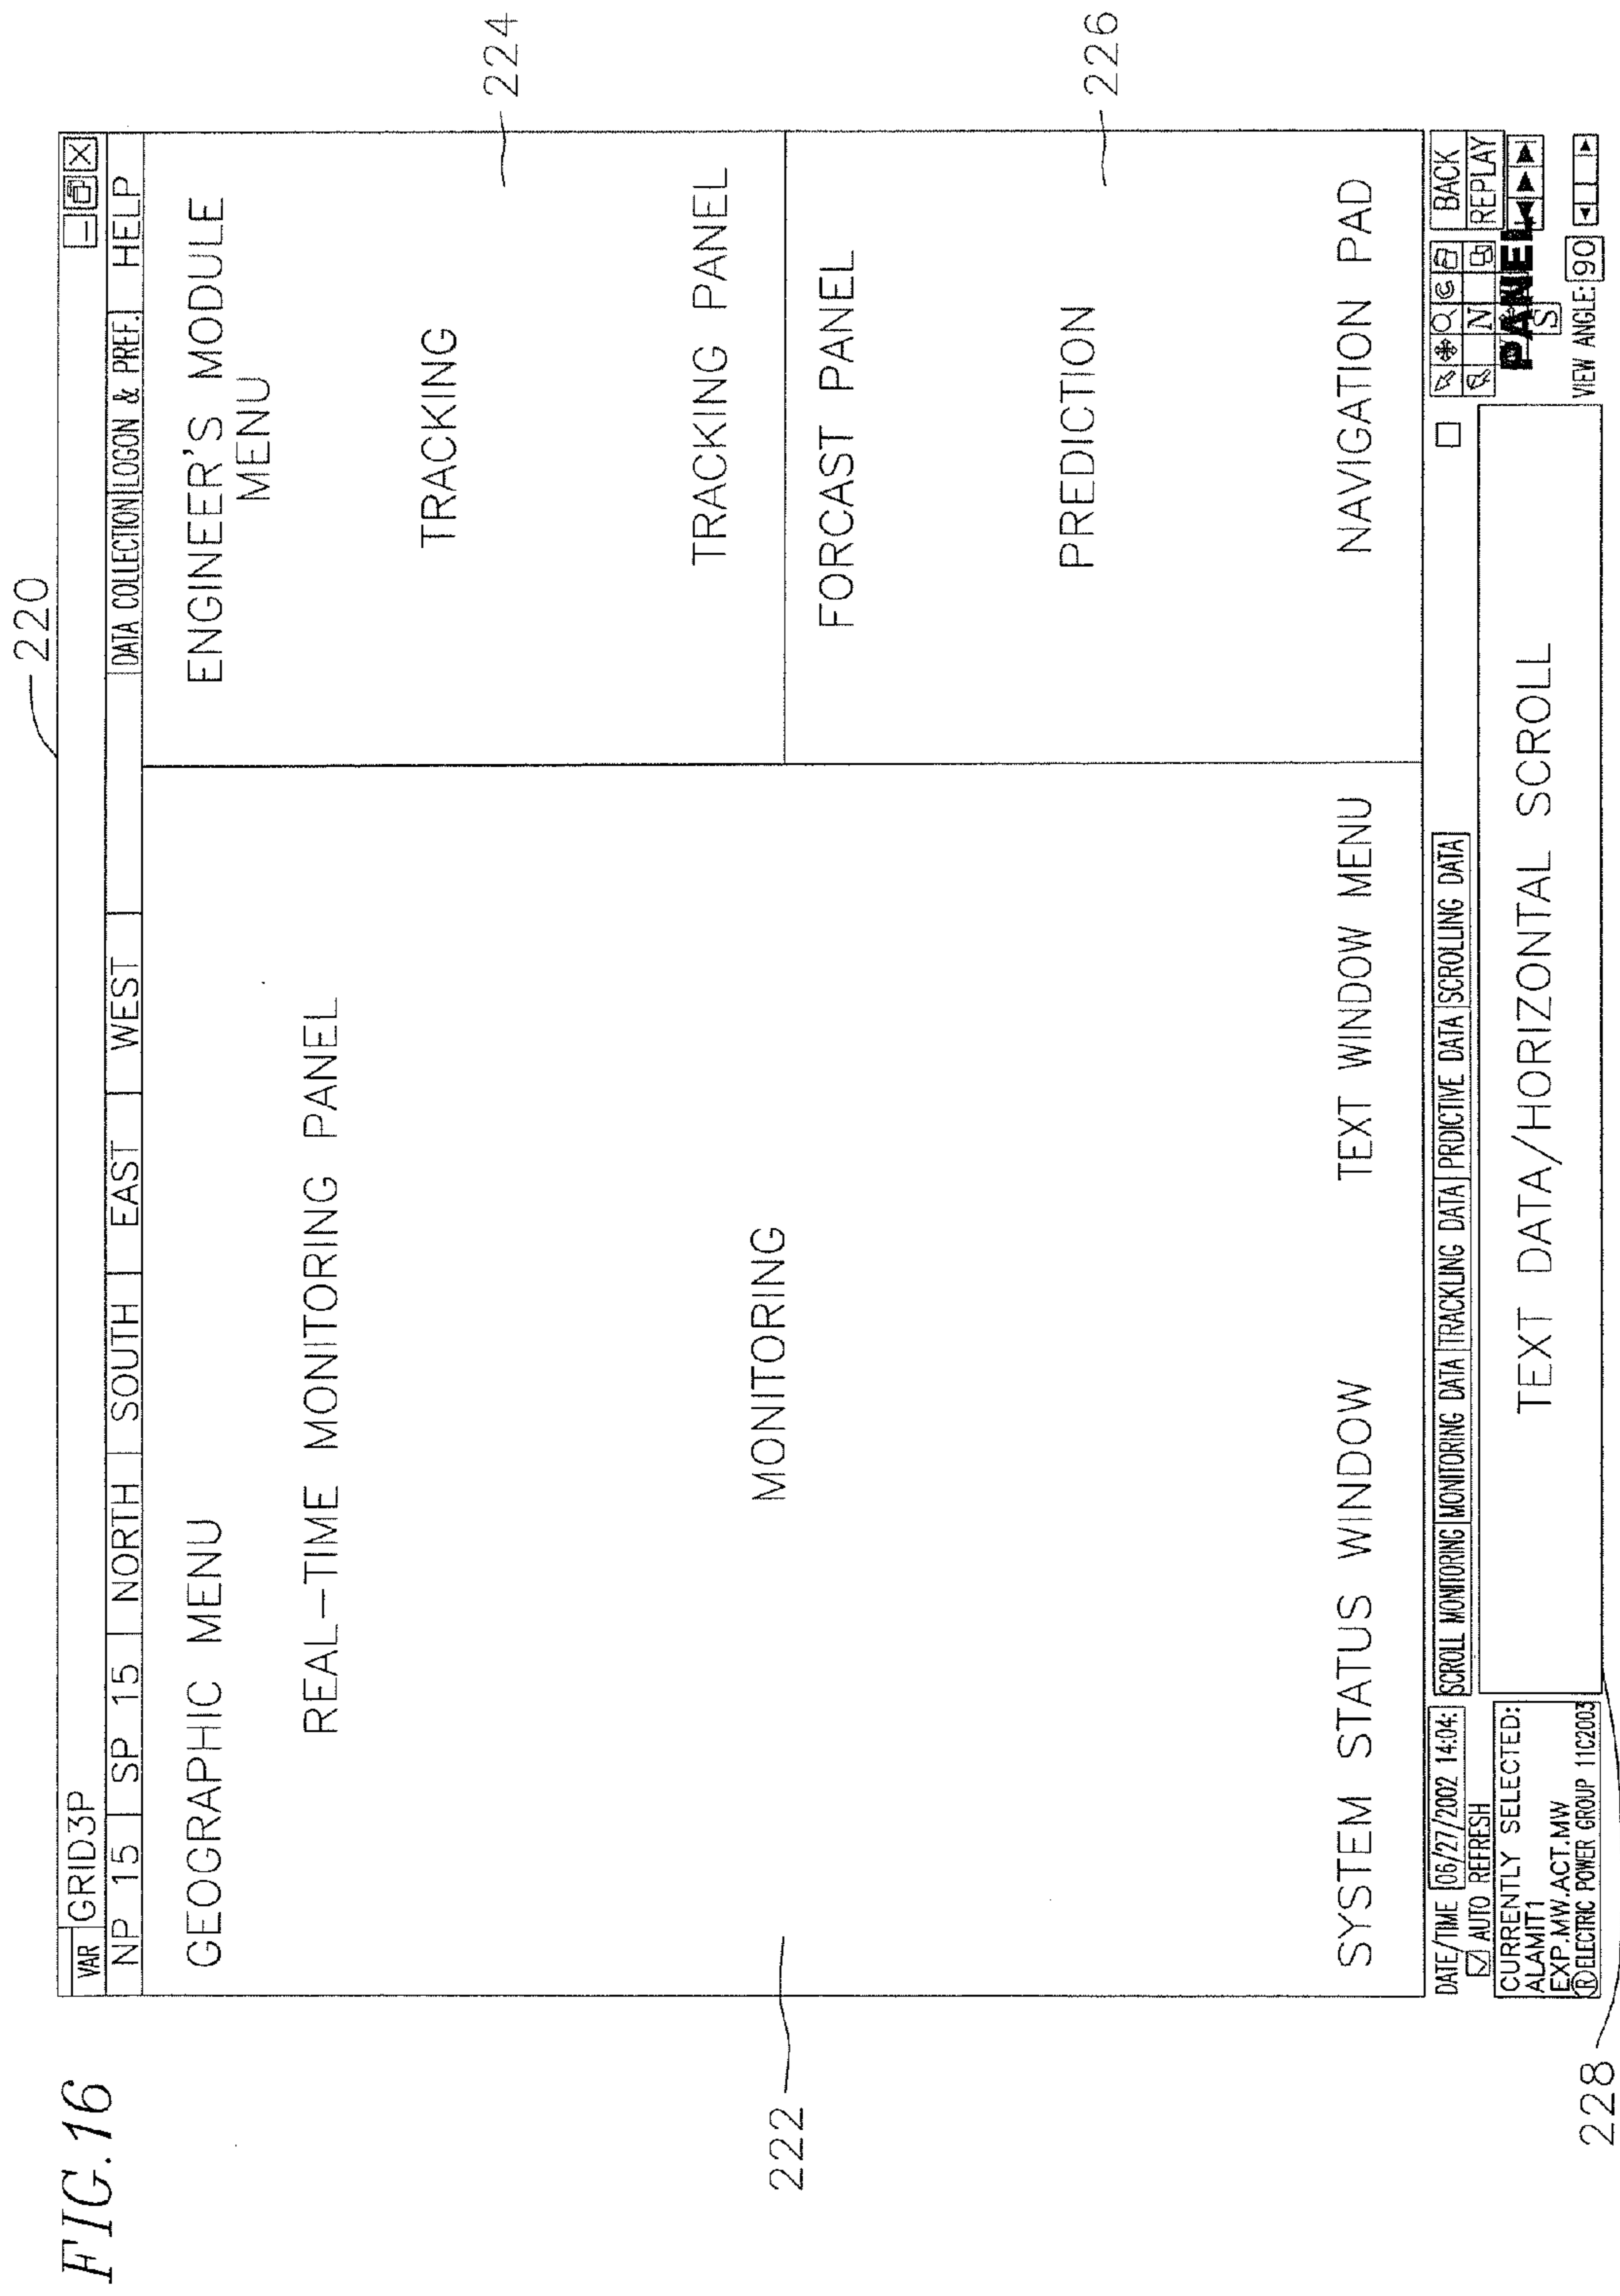 FIG.16
220
VAR GRID3P
NP 15 SP 15 NORTH SOUTH EAST WEST DATA COLLECTION LOGON & PREF. HELP
GEOGRAPHIC MENU
REAL-TIME MONITORING PANEL
MONITORING
SYSTEM STATUS WINDOW
TEXT WINDOW MENU
222
ENGINEER'S MODULE
MENU
TRACKING
TRACKING PANEL
224
FORCAST PANEL
PREDICTION
NAVIGATION PAD
226
DATE/TIME 06/27/2002 14:04:
AUTO REFRESH
CURRENTLY SELECTED:
ALAMIT1
EXP.MW.ACT.MW
®ELECTRIC POWER GROUP 11C2003
SCROLL MONITORING MONITORING DATA TRACKLING DATA PRDICTIVE DATA SCROLLING DATA
TEXT DATA/HORIZONTAL SCROLL
BACK
N REPLAY
PANEL
S
VIEW ANGLE: 90
228